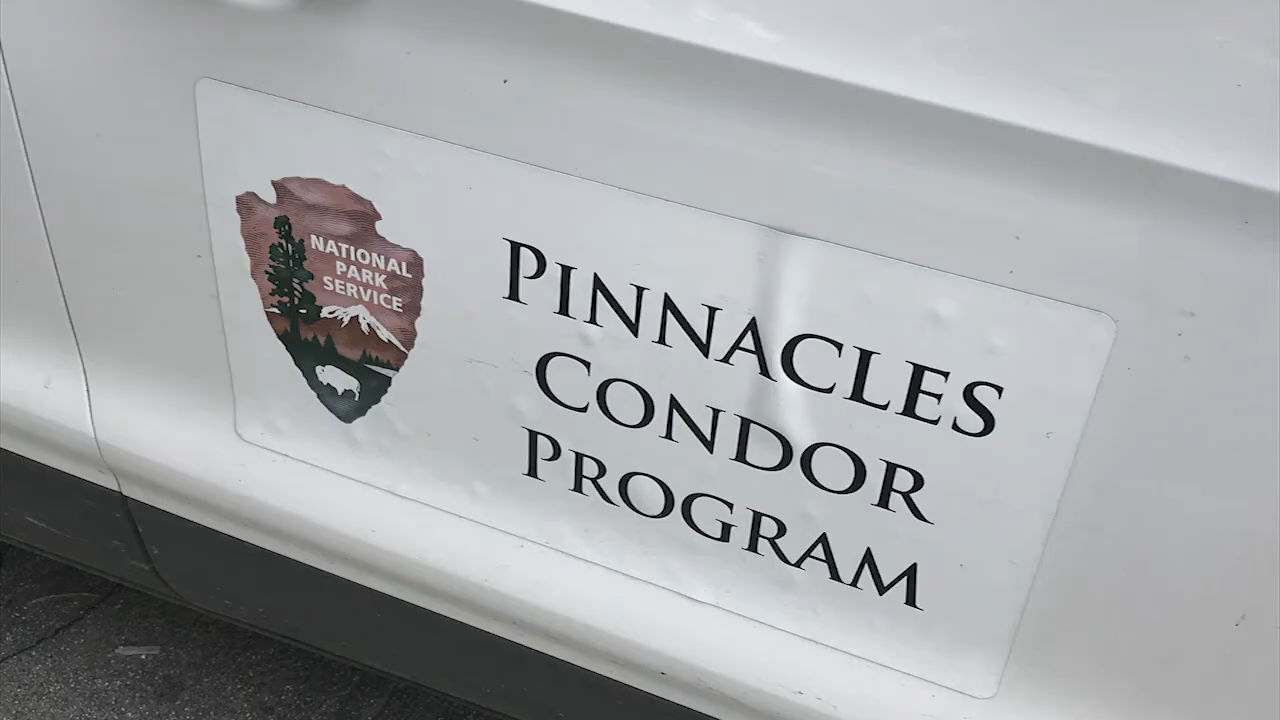 NATIONAL
PARK
SERVICE
PINNACLES
CONDOR
PROGRAM